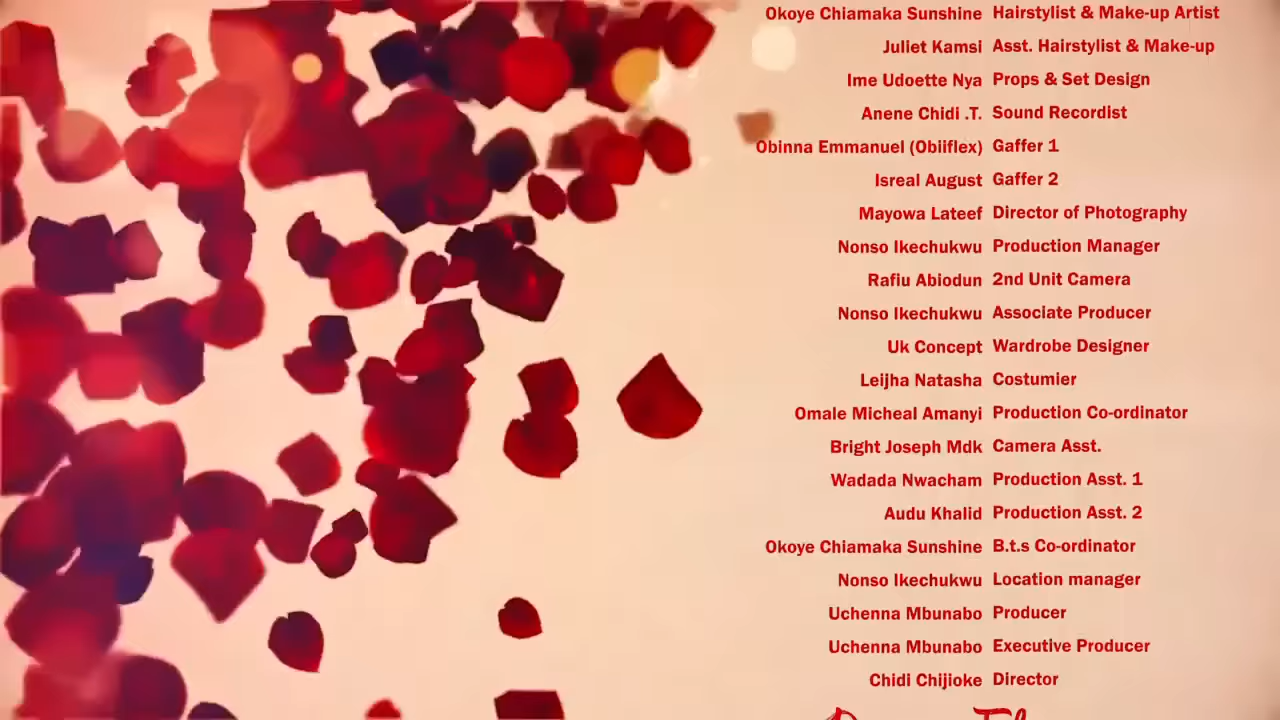 Okoye Chiamaka Sunshine Hairstylist & Make-up Artist
Juliet Kamsi Asst. Hairstylist & Make-up
Ime Udoette Nya Props & Set Design
Anene Chidi .T. Sound Recordist
Obinna Emmanuel (Obiiflex) Gaffer 1
Isreal August Gaffer 2
Mayowa Lateef Director of Photography
Nonso Ikechukwu Production Manager
Rafiu Abiodun 2nd Unit Camera
Nonso Ikechukwu Associate Producer
Uk Concept Wardrobe Designer
Leijha Natasha Costumier
Omale Micheal Amanyi Production Co-ordinator
Bright Joseph Mdk Camera Asst.
Wadada Nwacham Production Asst. 1
Audu Khalid Production Asst. 2
Okoye Chiamaka Sunshine B.t.s Co-ordinator
Nonso Ikechukwu Location manager
Uchenna Mbunabo Producer
Uchenna Mbunabo Executive Producer
Chidi Chijioke Director